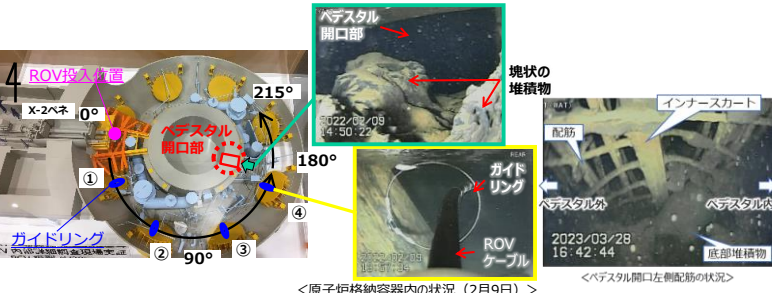 4
ROV投入位置
X-2ペネ
0°
215°
ペデスタル
開口部
180°
①
④
ガイドリング
②
90°
③
ペデスタル
開口部
塊状の
堆積物
2022/02/09
14:50:22
ガイド
リング
ROV
ケーブル
<原子炉格納容器内の状況（2月9日）>
インナースカート
配筋
ペデスタル外
ペデスタル内
2023/03/28
16:42:44
底部堆積物
<ペデスタル開口左側配筋の状況>